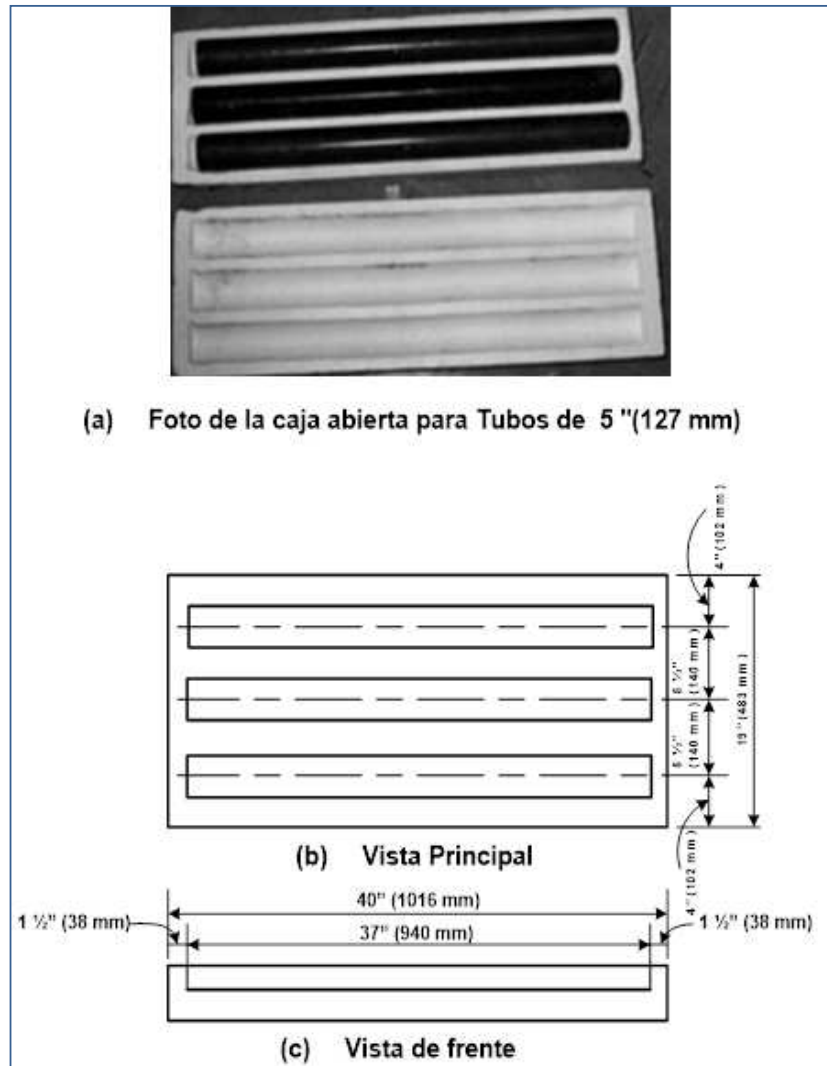 (a) Foto de la caja abierta para Tubos de 5 "(127 mm)
4" (102 mm)
5 ½" (140 mm)
5 ½" (140 mm)
19" (483 mm)
4" (102 mm)
(b) Vista Principal
40" (1016 mm)
1 ½" (38 mm)
37" (940 mm)
1 ½" (38 mm)
(c) Vista de frente